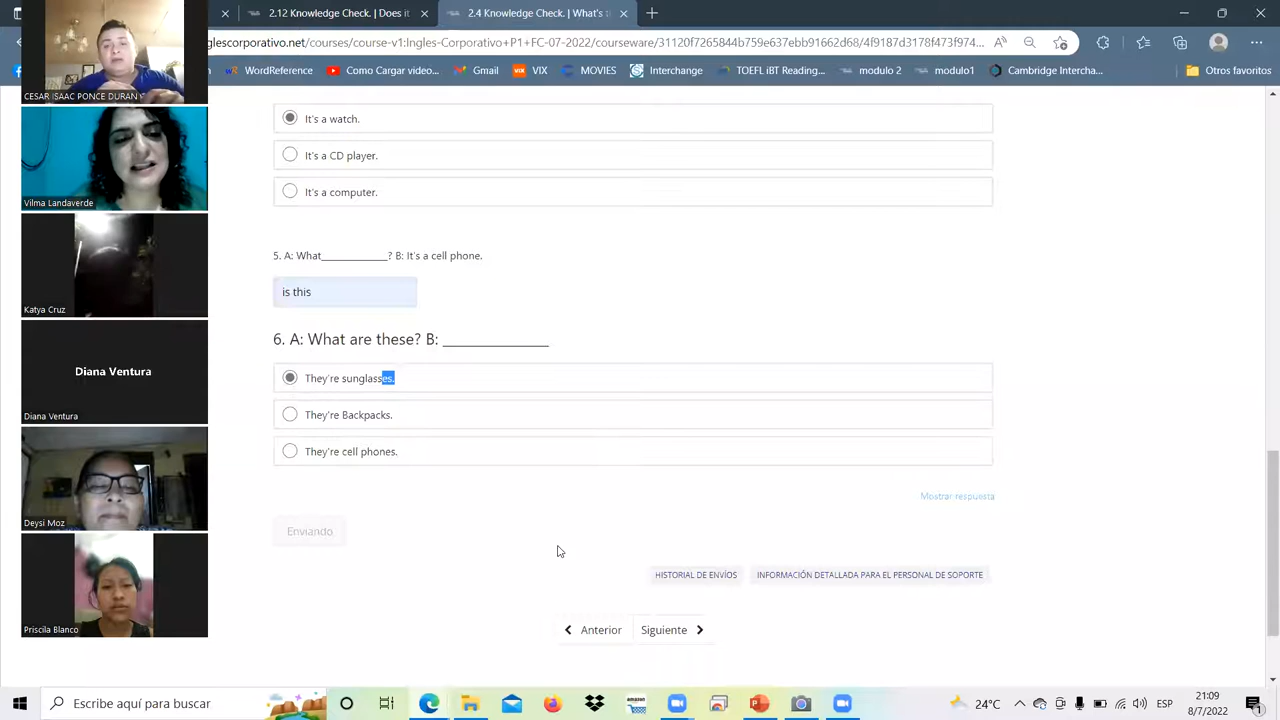 2.12 Knowledge Check. | Does it
2.4 Knowledge Check. | What's t
glescorporativo.net/courses/course-v1:Ingles-Corporativo+P1+FC-07-2022/courseware/31120f7265844b759e637ebb91662d68/4f9187d3178f473f974...
WordReference
Como Cargar video...
Gmail
VIX
VIX
MOVIES
Interchange
TOEFL iBT Reading...
modulo 2
modulo1
Cambridge Intercha...
Otros favoritos
CESAR ISAAC PONCE DURAN
It's a watch.
It's a CD player.
It's a computer.
Vilma Landaverde
5. A: What____________? B: It's a cell phone.
is this
Katya Cruz
6. A: What are these? B: ____________
They're sunglasses.
Diana Ventura
Diana Ventura
They're Backpacks.
They're cell phones.
Mostrar respuesta
Deysi Moz
Enviando
HISTORIAL DE ENVÍOS
INFORMACIÓN DETALLADA PARA EL PERSONAL DE SOPORTE
Priscila Blanco
Anterior
Siguiente
Escribe aquí para buscar
amazon
24°C
ESP
21:09
8/7/2022